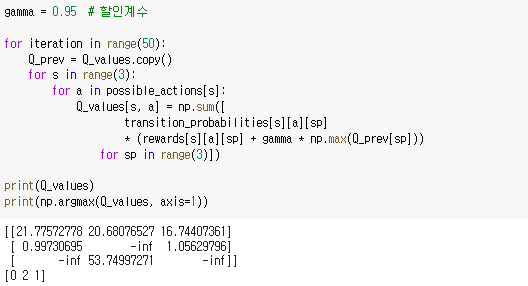 gamma = 0.95  # 할인계수

for iteration in range(50):
    Q_prev = Q_values.copy()
    for s in range(3):
        for a in possible_actions[s]:
            Q_values[s, a] = np.sum([
                    transition_probabilities[s][a][sp]
                    * (rewards[s][a][sp] + gamma * np.max(Q_prev[sp]))
                for sp in range(3)])

print(Q_values)
print(np.argmax(Q_values, axis=1))

[[21.77572778 20.68076527 16.74407361]
 [ 0.99730695        -inf  1.05629796]
 [       -inf 53.74997271        -inf]]
[0 2 1]